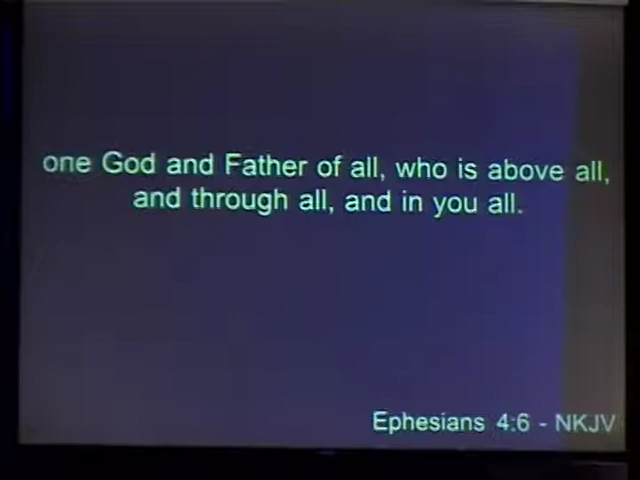 one God and Father of all, who is above all,
and through all, and in you all.
Ephesians 4:6 - NKJV